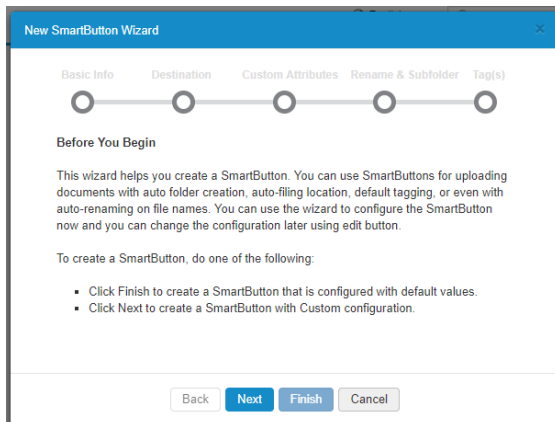 New SmartButton Wizard
×
Basic Info Destination Custom Attributes Rename & Subfolder Tag(s)
Before You Begin
This wizard helps you create a SmartButton. You can use SmartButtons for uploading
documents with auto folder creation, auto-filing location, default tagging, or even with
auto-renaming on file names. You can use the wizard to configure the SmartButton
now and you can change the configuration later using edit button.
To create a SmartButton, do one of the following:
▪ Click Finish to create a SmartButton that is configured with default values.
▪ Click Next to create a SmartButton with Custom configuration.
Back Next Finish Cancel